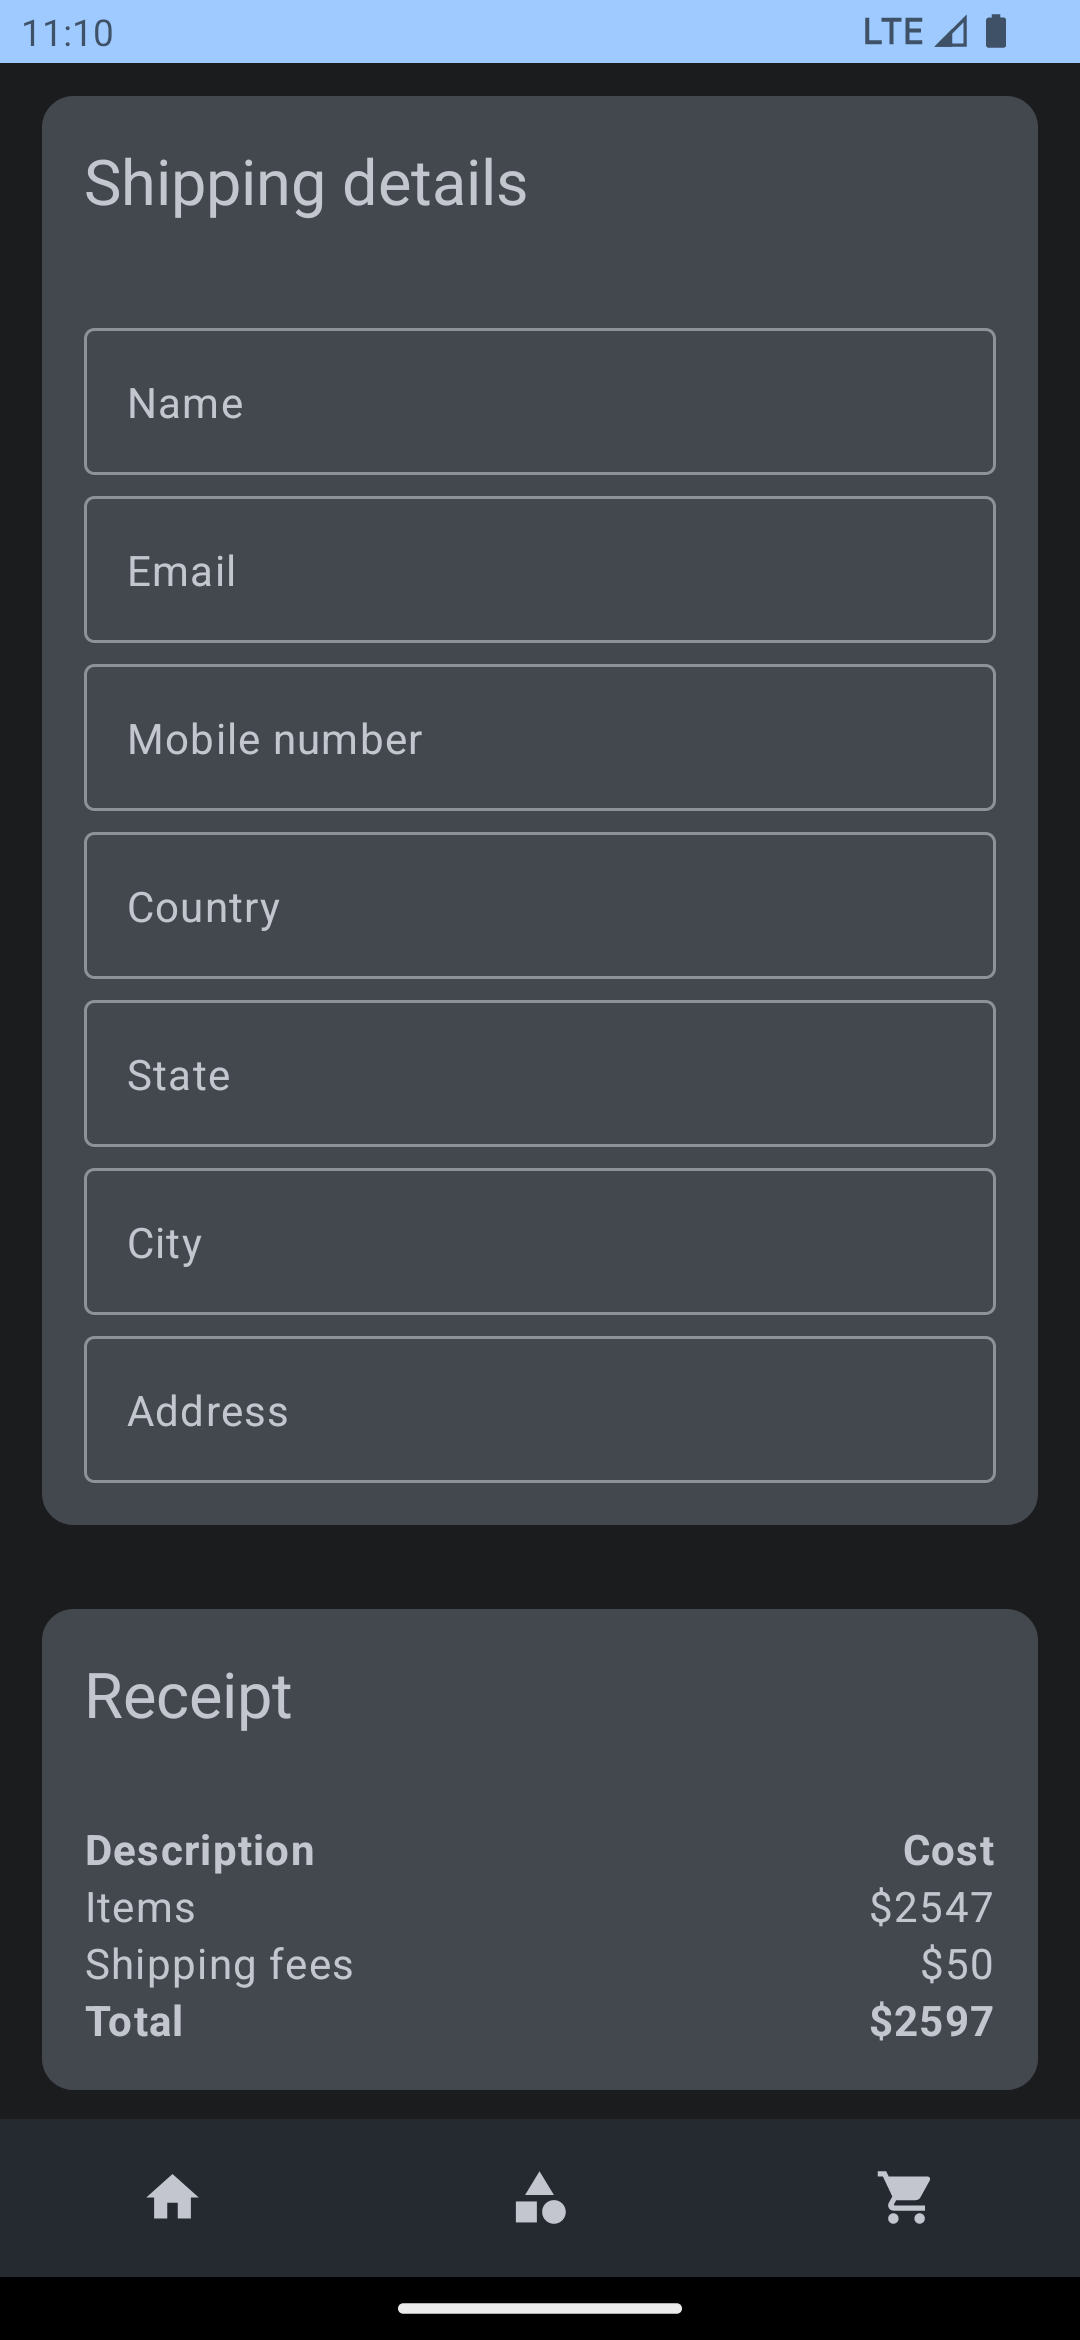 11:10
LTE
Shipping details
Name
Email
Mobile number
Country
State
City
Address
Receipt
Description Cost
Items $2547
Shipping fees $50
Total $2597